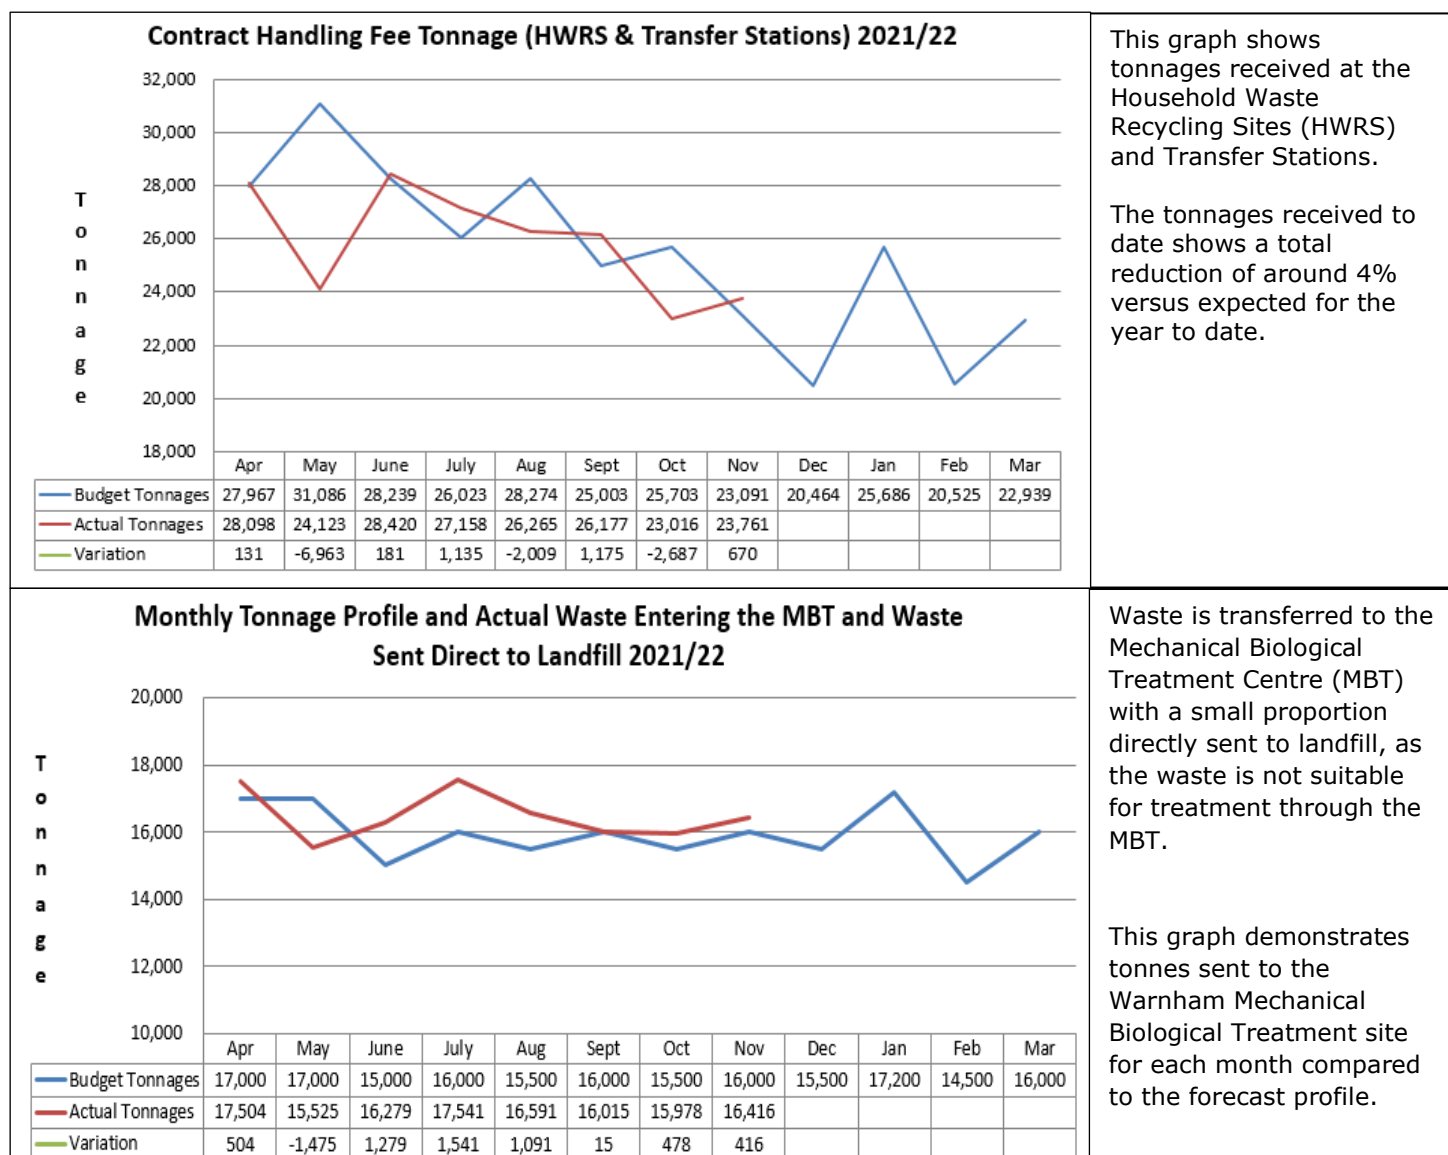 Contract Handling Fee Tonnage (HWRS & Transfer Stations) 2021/22
32,000
30,000
28,000
26,000
24,000
22,000
20,000
18,000
Tonnage
Apr May June July Aug Sept Oct Nov Dec Jan Feb Mar
Budget Tonnages 27,967 31,086 28,239 26,023 28,274 25,003 25,703 23,091 20,464 25,686 20,525 22,939
Actual Tonnages 28,098 24,123 28,420 27,158 26,265 26,177 23,016 23,761
Variation 131 -6,963 181 1,135 -2,009 1,175 -2,687 670
This graph shows
tonnages received at the
Household Waste
Recycling Sites (HWRS)
and Transfer Stations.
The tonnages received to
date shows a total
reduction of around 4%
versus expected for the
year to date.
Monthly Tonnage Profile and Actual Waste Entering the MBT and Waste
Sent Direct to Landfill 2021/22
20,000
18,000
16,000
14,000
12,000
10,000
Tonnage
Apr May June July Aug Sept Oct Nov Dec Jan Feb Mar
Budget Tonnages 17,000 17,000 15,000 16,000 15,500 16,000 15,500 16,000 15,500 17,200 14,500 16,000
Actual Tonnages 17,504 15,525 16,279 17,541 16,591 16,015 15,978 16,416
Variation 504 -1,475 1,279 1,541 1,091 15 478 416
Waste is transferred to the
Mechanical Biological
Treatment Centre (MBT)
with a small proportion
directly sent to landfill, as
the waste is not suitable
for treatment through the
MBT.
This graph demonstrates
tonnes sent to the
Warnham Mechanical
Biological Treatment site
for each month compared
to the forecast profile.